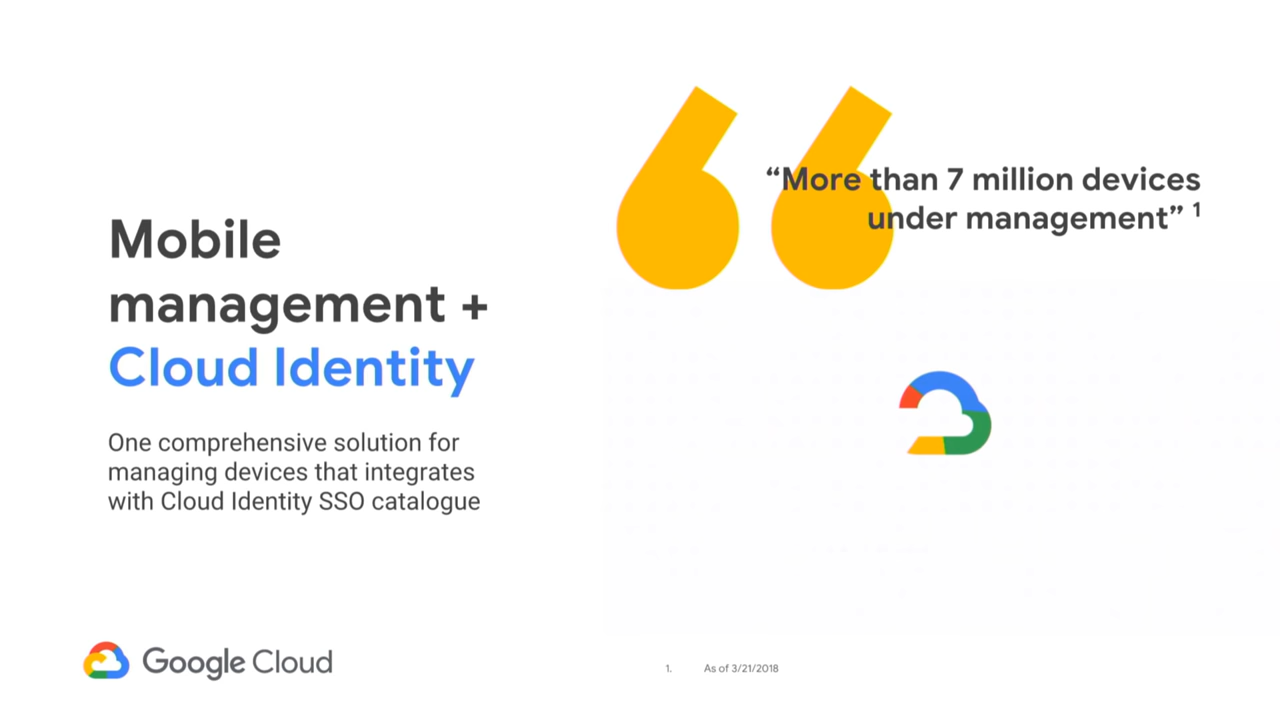 Mobile
management +
Cloud Identity
One comprehensive solution for
managing devices that integrates
with Cloud Identity SSO catalogue
“More than 7 million devices
under management” 1
Google Cloud
1. As of 3/21/2018